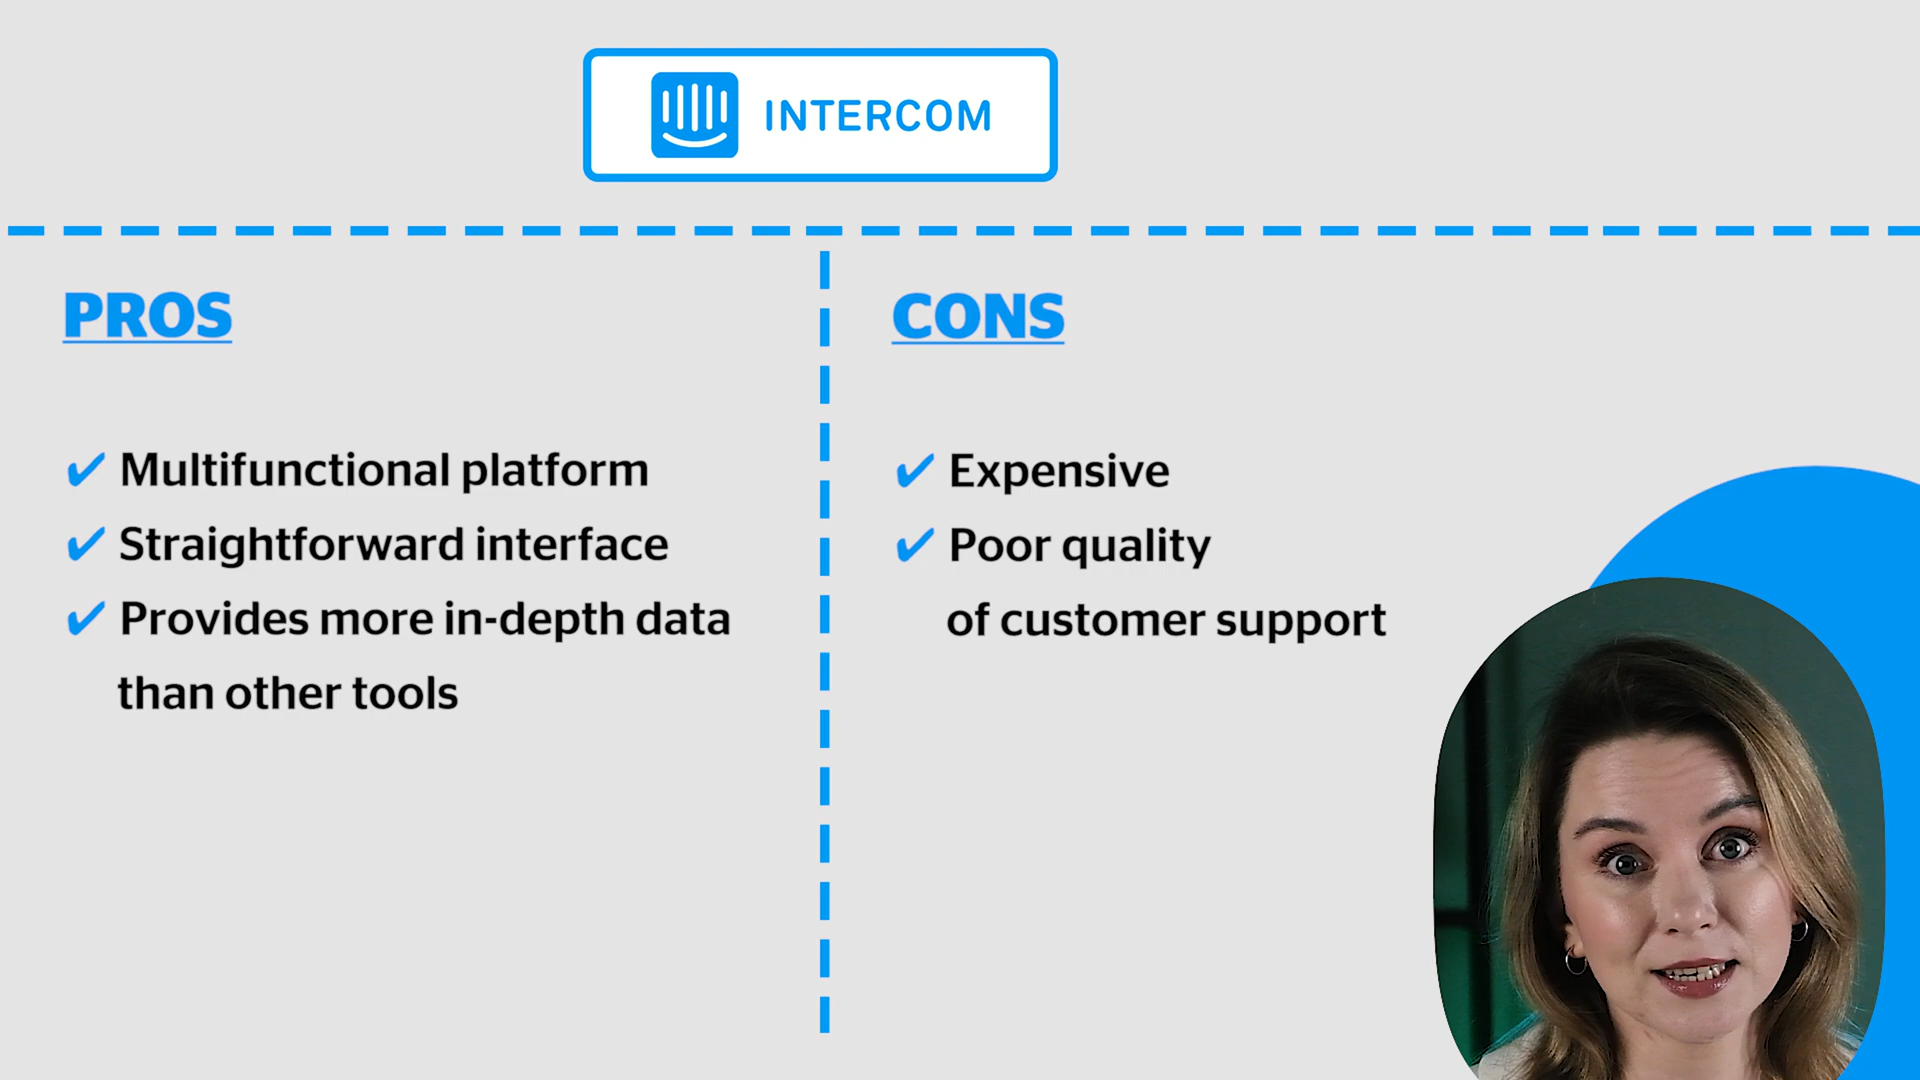 INTERCOM
PROS
✔ Multifunctional platform
✔ Straightforward interface
✔ Provides more in-depth data
than other tools
CONS
✔ Expensive
✔ Poor quality
of customer support